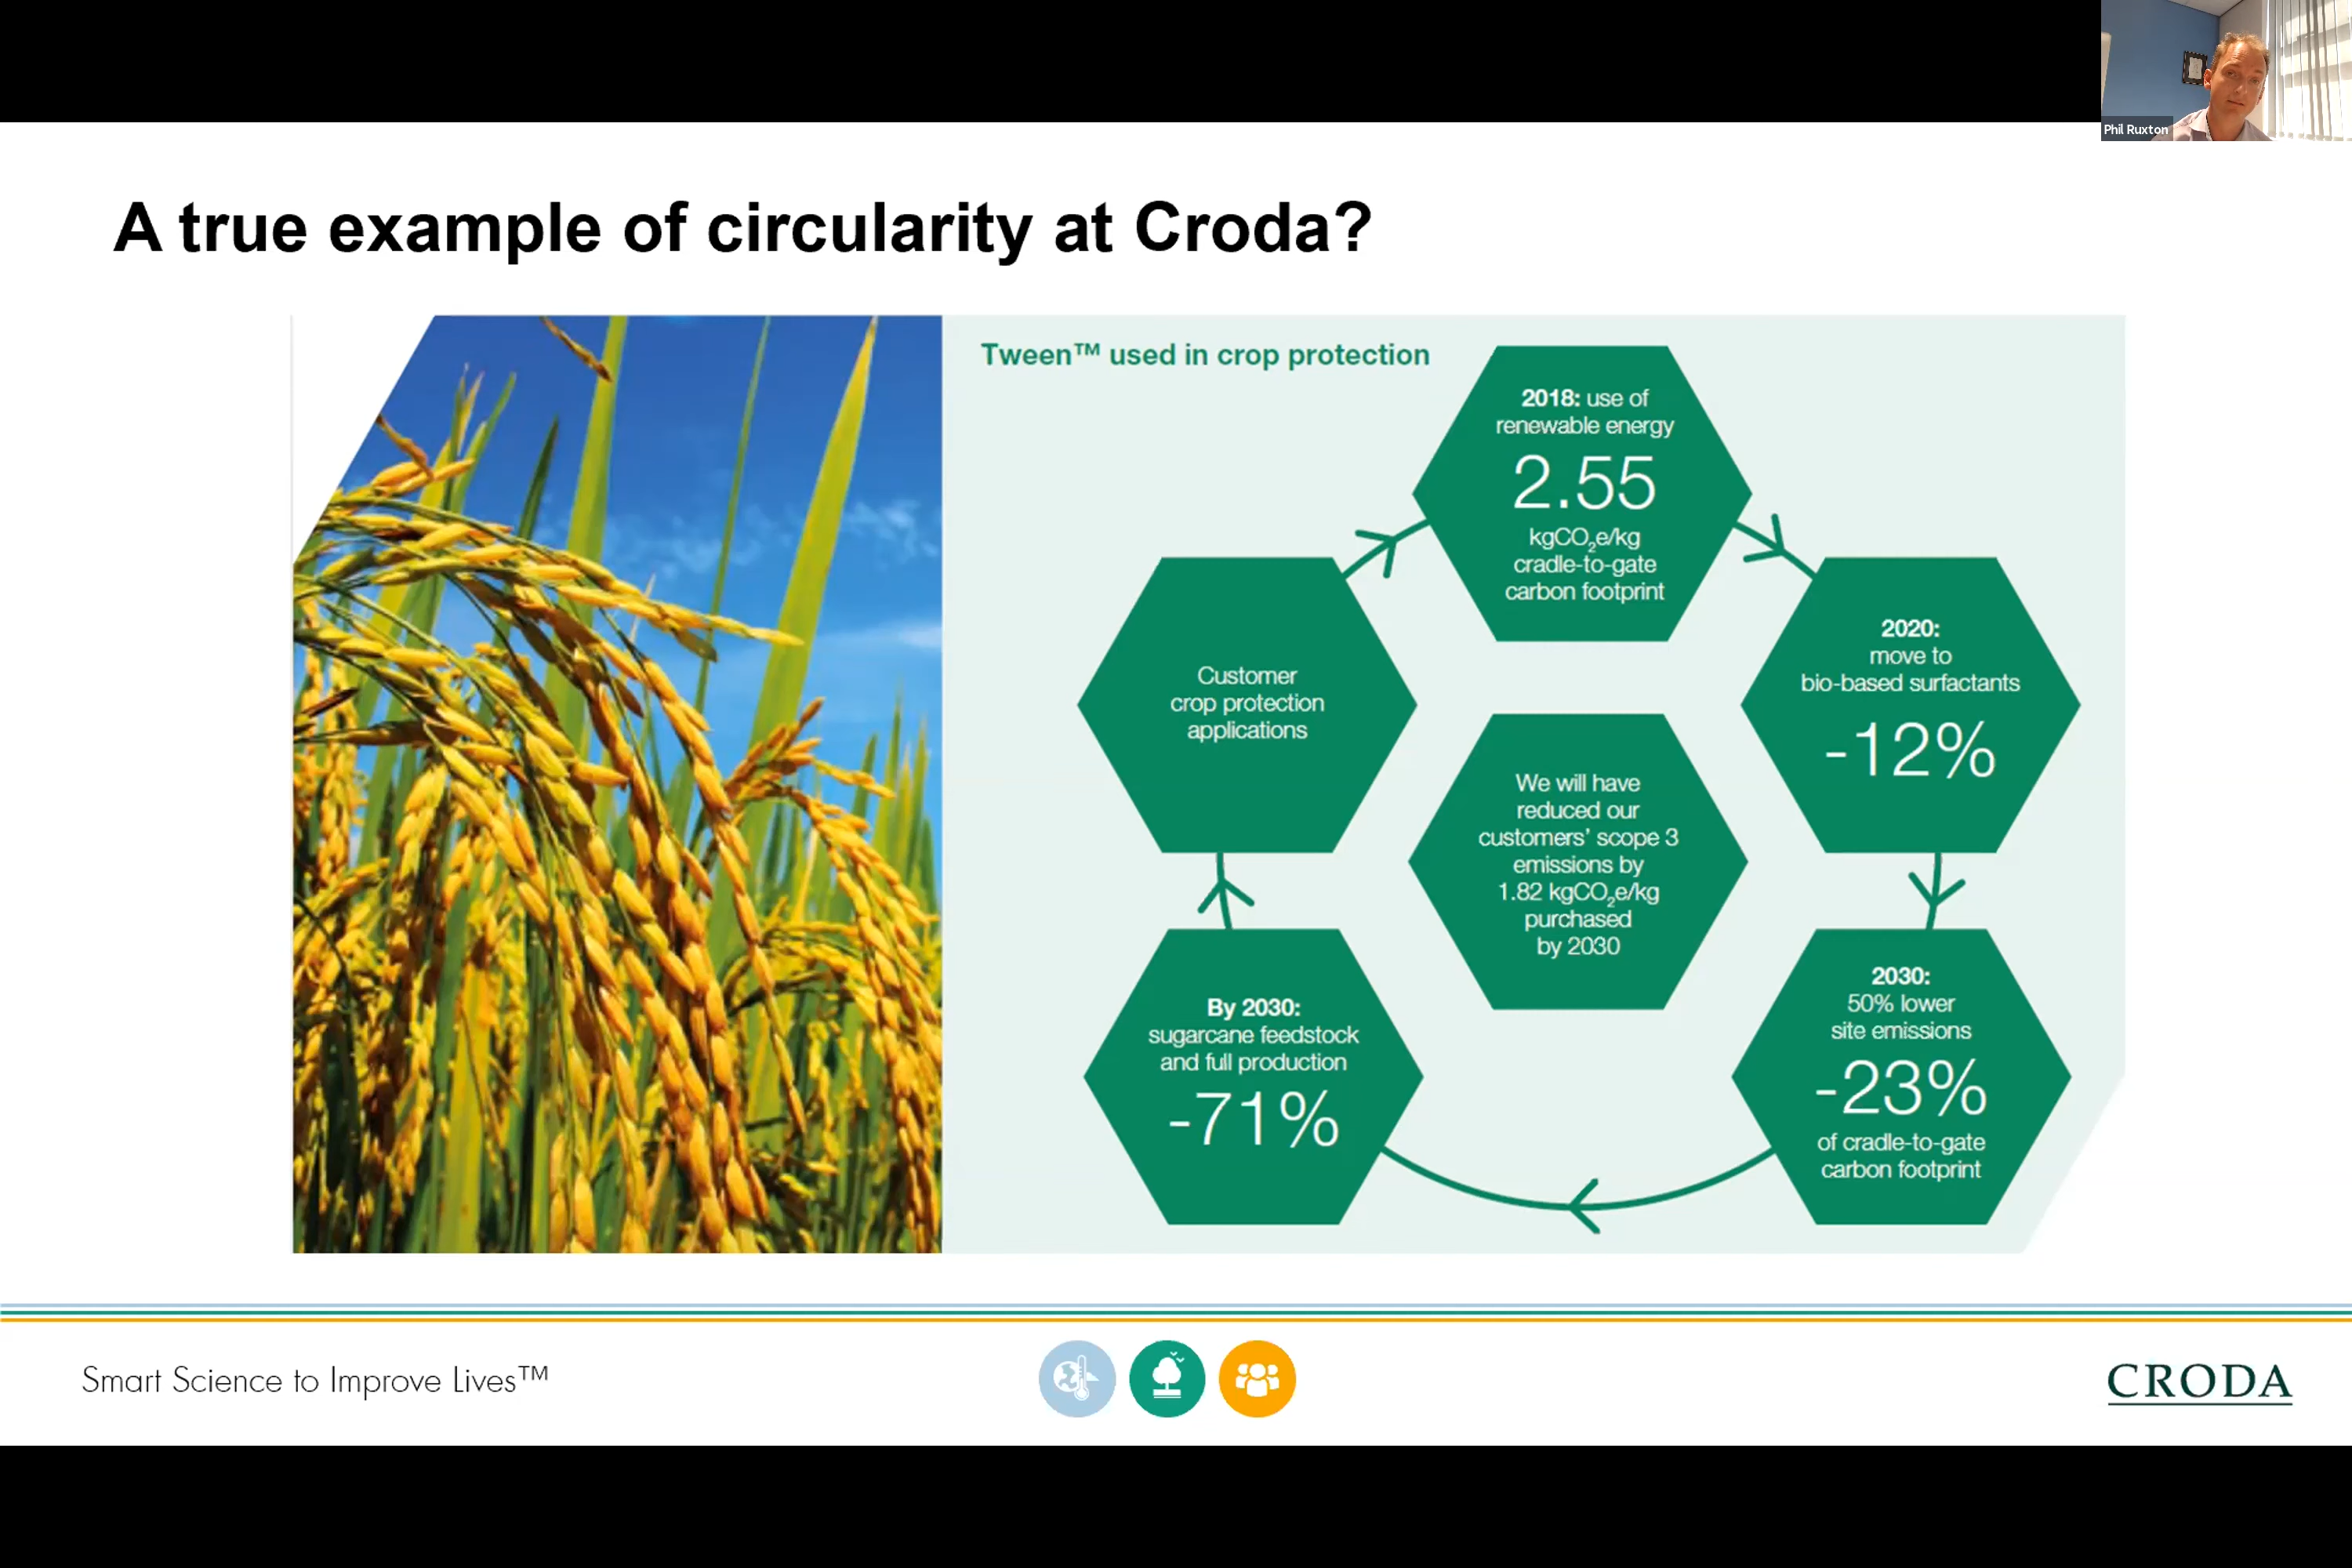 Phil Ruxton
A true example of circularity at Croda?
Tween™ used in crop protection
2018: use of
renewable energy
2.55
kgCO₂e/kg
cradle-to-gate
carbon footprint
2020:
move to
bio-based surfactants
-12%
2030:
50% lower
site emissions
-23%
of cradle-to-gate
carbon footprint
By 2030:
sugarcane feedstock
and full production
-71%
Customer
crop protection
applications
We will have
reduced our
customers’ scope 3
emissions by
1.82 kgCO₂e/kg
purchased
by 2030
Smart Science to Improve Lives™
CRODA